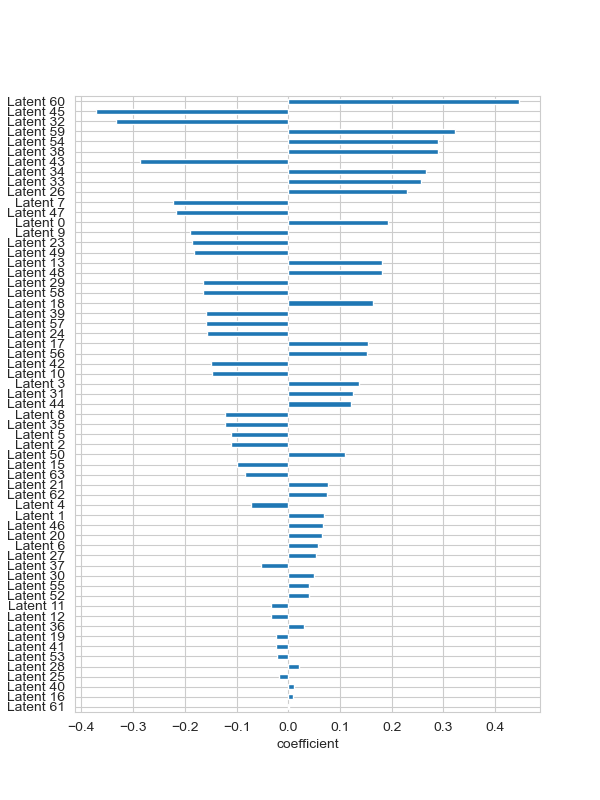 Latent 60
Latent 45
Latent 32
Latent 59
Latent 54
Latent 38
Latent 43
Latent 34
Latent 33
Latent 26
Latent 7
Latent 47
Latent 0
Latent 9
Latent 23
Latent 49
Latent 13
Latent 48
Latent 29
Latent 58
Latent 18
Latent 39
Latent 57
Latent 24
Latent 17
Latent 56
Latent 42
Latent 10
Latent 3
Latent 31
Latent 44
Latent 8
Latent 35
Latent 5
Latent 2
Latent 50
Latent 15
Latent 63
Latent 21
Latent 62
Latent 4
Latent 1
Latent 46
Latent 20
Latent 6
Latent 27
Latent 37
Latent 30
Latent 55
Latent 52
Latent 11
Latent 12
Latent 36
Latent 19
Latent 41
Latent 53
Latent 28
Latent 25
Latent 40
Latent 16
Latent 61
−0.4 −0.3 −0.2 −0.1 0.0 0.1 0.2 0.3 0.4
coefficient